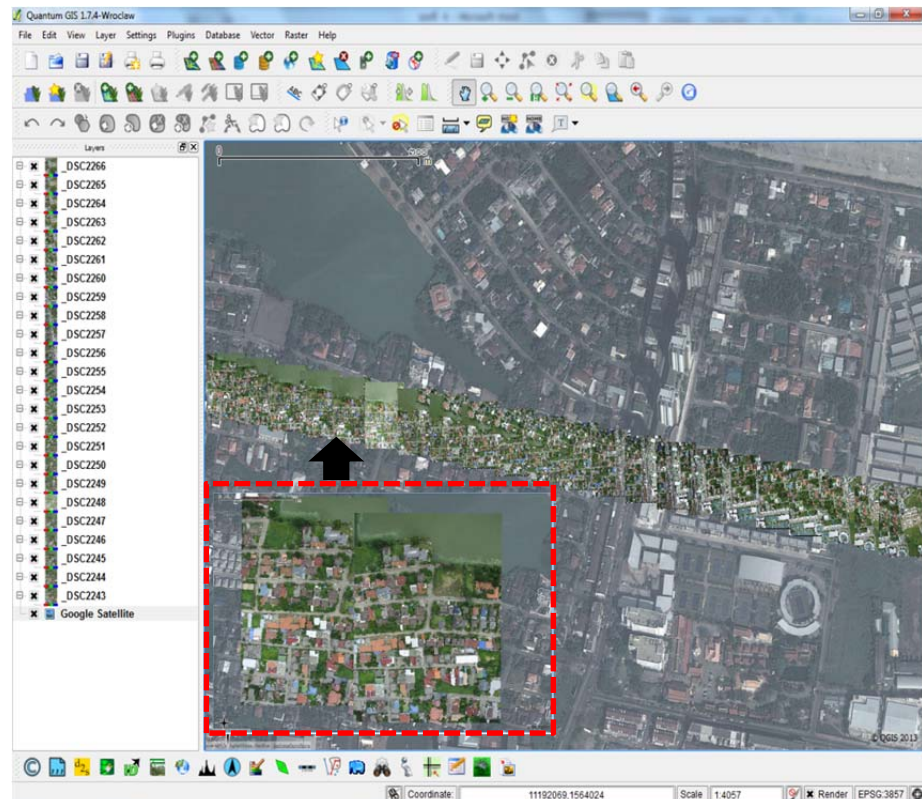 Quantum GIS 1.7.4-Wroclaw
File Edit View Layer Settings Plugins Database Vector Raster Help
Layers
_DSC2266
_DSC2265
_DSC2264
_DSC2263
_DSC2262
_DSC2261
_DSC2260
_DSC2259
_DSC2258
_DSC2257
_DSC2256
_DSC2255
_DSC2254
_DSC2253
_DSC2252
_DSC2251
_DSC2250
_DSC2249
_DSC2248
_DSC2247
_DSC2246
_DSC2245
_DSC2244
_DSC2243
Google Satellite
0
© QGIS 2013
Coordinate: 11192069,1564024 Scale 1:4057 Render EPSG:3857